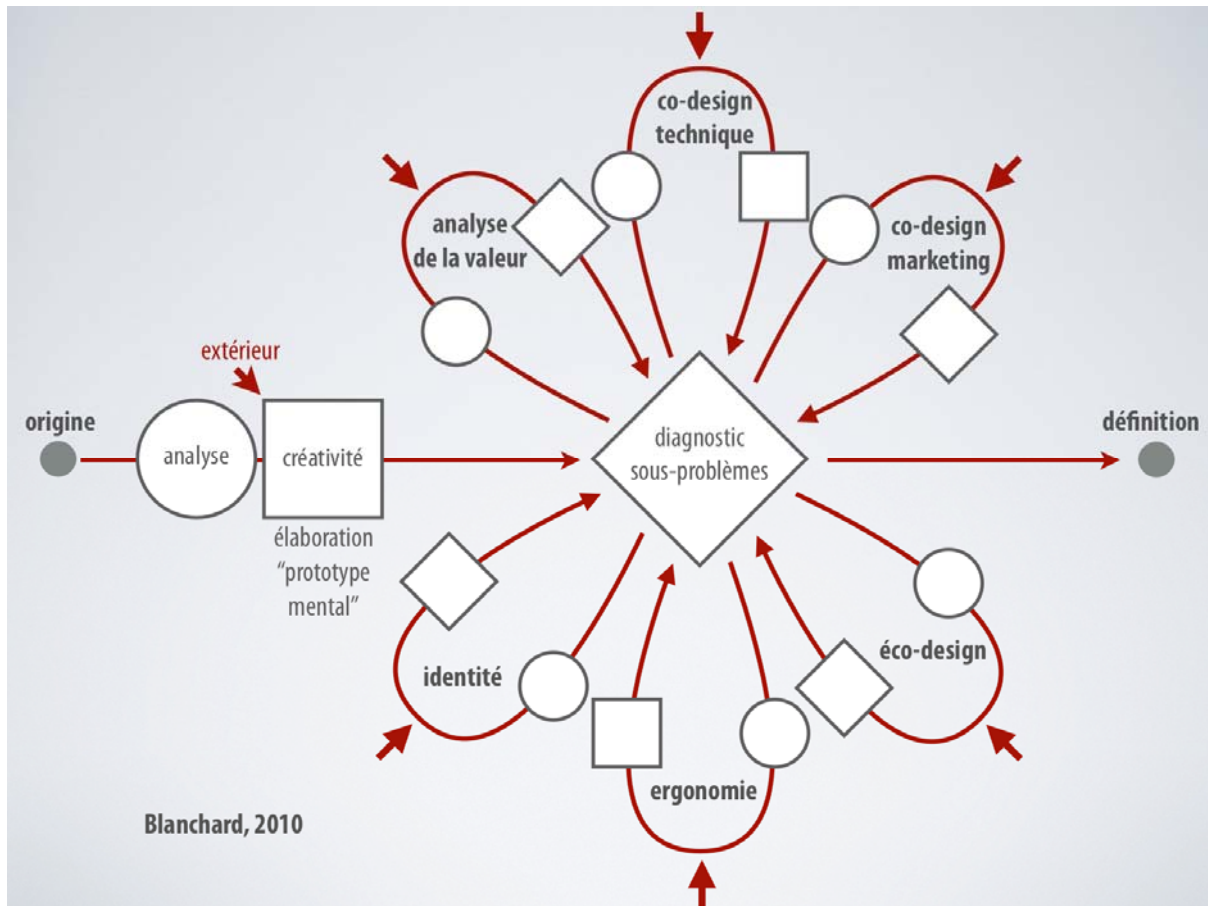 co-design
technique
analyse
de la valeur
co-design
marketing
extérieur
origine
analyse
créativité
élaboration
“prototype
mental”
diagnostic
sous-problèmes
définition
identité
ergonomie
éco-design
Blanchard, 2010